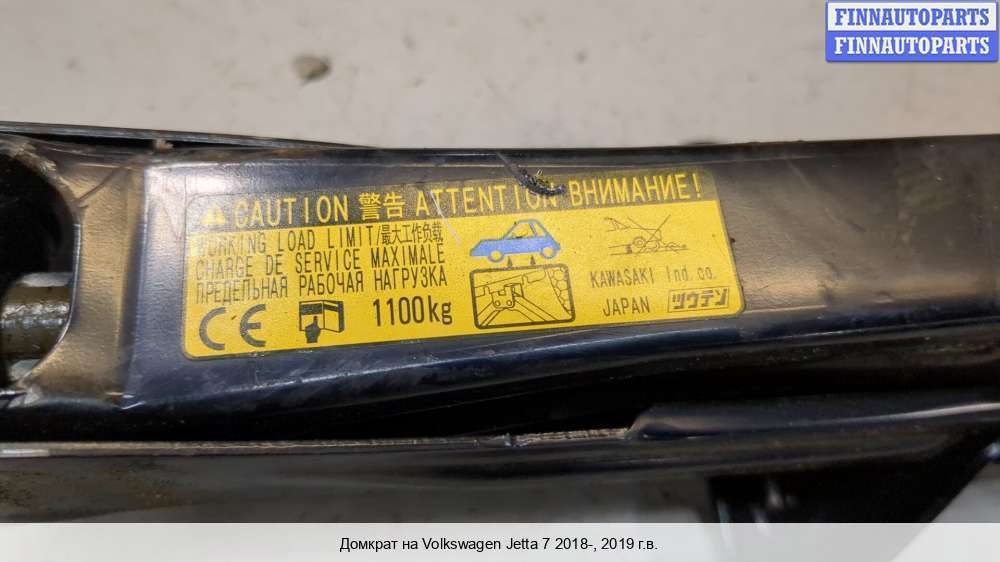 FINNAUTOPARTS
FINNAUTOPARTS
CAUTION 警告 ATTENTION ВНИМАНИЕ!
WORKING LOAD LIMIT/最大工作负载
CHARGE DE SERVICE MAXIMALE
ПРЕДЕЛЬНАЯ РАБОЧАЯ НАГРУЗКА
CE
1100kg
KAWASAKI Ind. co.
JAPAN ツウテン
Домкрат на Volkswagen Jetta 7 2018-, 2019 г.в.